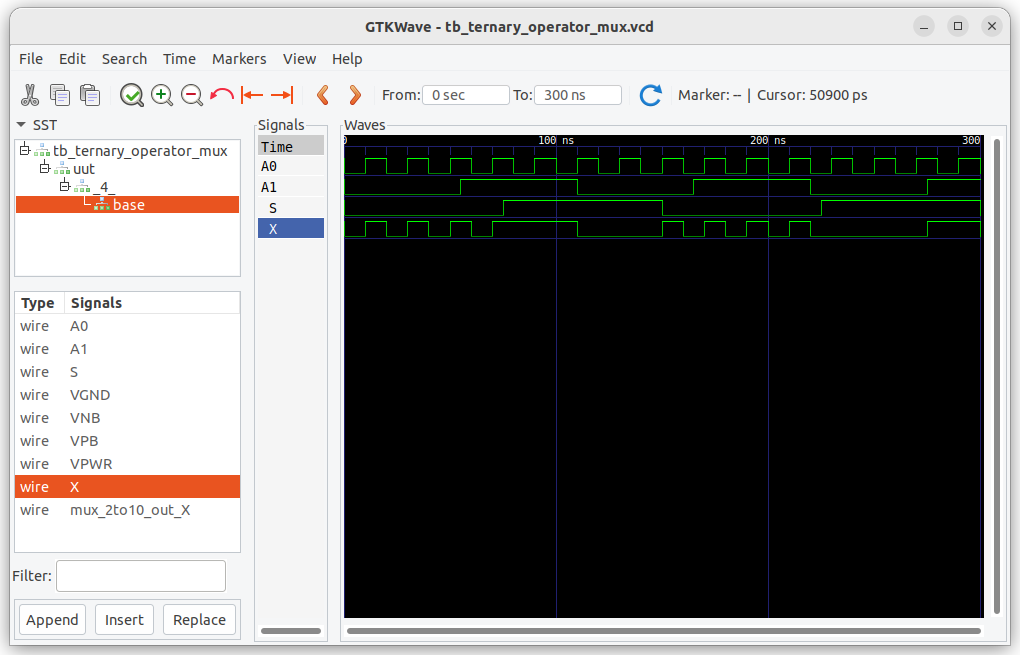 GTKWave - tb_ternary_operator_mux.vcd
File Edit Search Time Markers View Help
From: 0 sec To: 300 ns Marker: -- | Cursor: 50900 ps
SST
tb_ternary_operator_mux
uut
_4_
base
Type Signals
wire A0
wire A1
wire S
wire VGND
wire VNB
wire VPB
wire VPWR
wire X
wire mux_2to10_out_X
Filter:
Append Insert Replace
Signals
Time
A0
A1
S
X
Waves
0 100 ns 200 ns 300